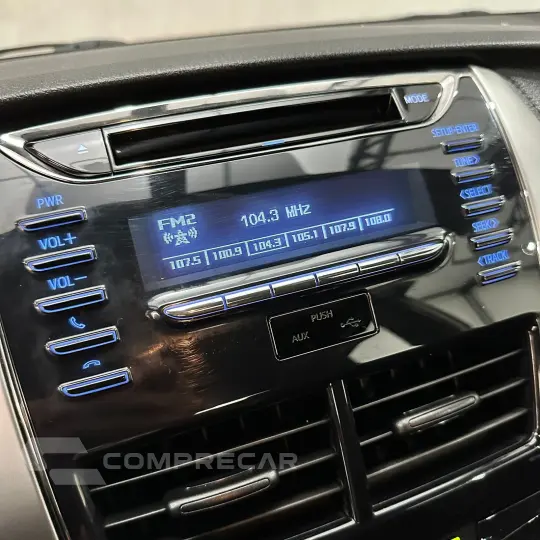 MODE
PWR
VOL+
VOL-
FM2
104.3 MHz
107.5 100.9 104.3 105.1 107.9 108.0
SETUP·ENTER
TUNE>
<SELECT
SEEK>
<TRACK
PUSH
AUX
COMPRECAR